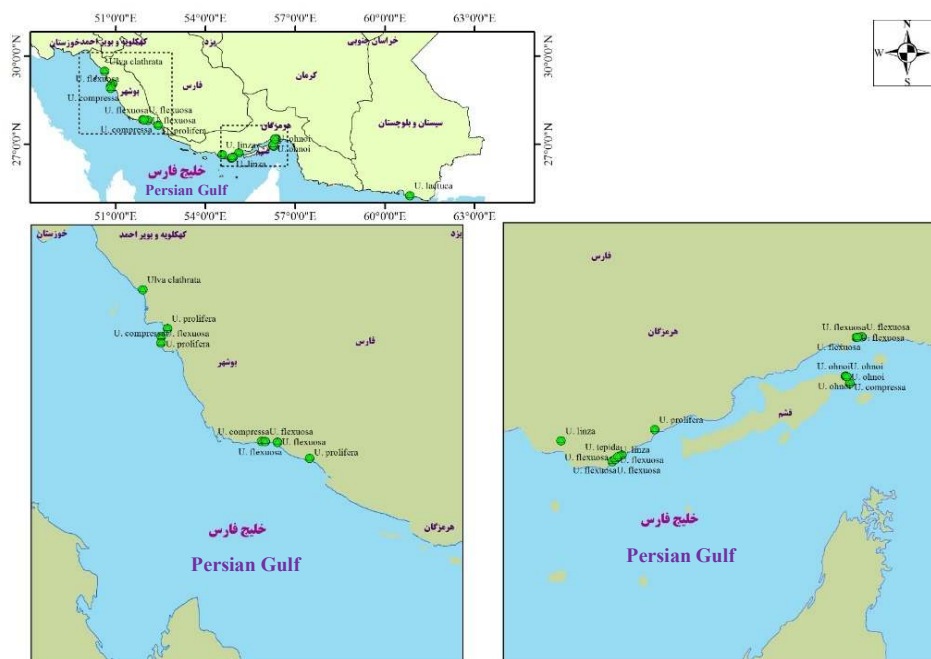 N
W
E
S
خوزستان
کهکلویه و بویر احمد
یزد
خراسان جنوبی
30°0'0"N
Ulva clathrata
U. flexuosa
بوشهر
فارس
کرمان
U. compressa
U. flexuosa
U. flexuosa
U. flexuosa
U. compressa
U. prolifera
هرمزگان
سیستان و بلوچستان
27°0'0"N
U. linza
U. ohnoi
U. ohnoi
U. linza
خلیج فارس
Persian Gulf
U. lactuca
51°0'0"E
54°0'0"E
57°0'0"E
60°0'0"E
63°0'0"E
خوزستان
کهکلویه و بویر احمد
یزد
Ulva clathrata
U. prolifera
U. compressa
U. flexuosa
U. prolifera
فارس
بوشهر
U. compressa
U. flexuosa
U. flexuosa
U. flexuosa
U. prolifera
هرمزگان
خلیج فارس
Persian Gulf
فارس
هرمزگان
U. flexuosa
U. flexuosa
U. flexuosa
U. flexuosa
U. ohnoi
U. ohnoi
U. ohnoi
U. ohnoi
U. compressa
قشم
U. prolifera
U. linza
U. tepida
U. linza
U. flexuosa
U. flexuosa
U. flexuosa
U. flexuosa
خلیج فارس
Persian Gulf